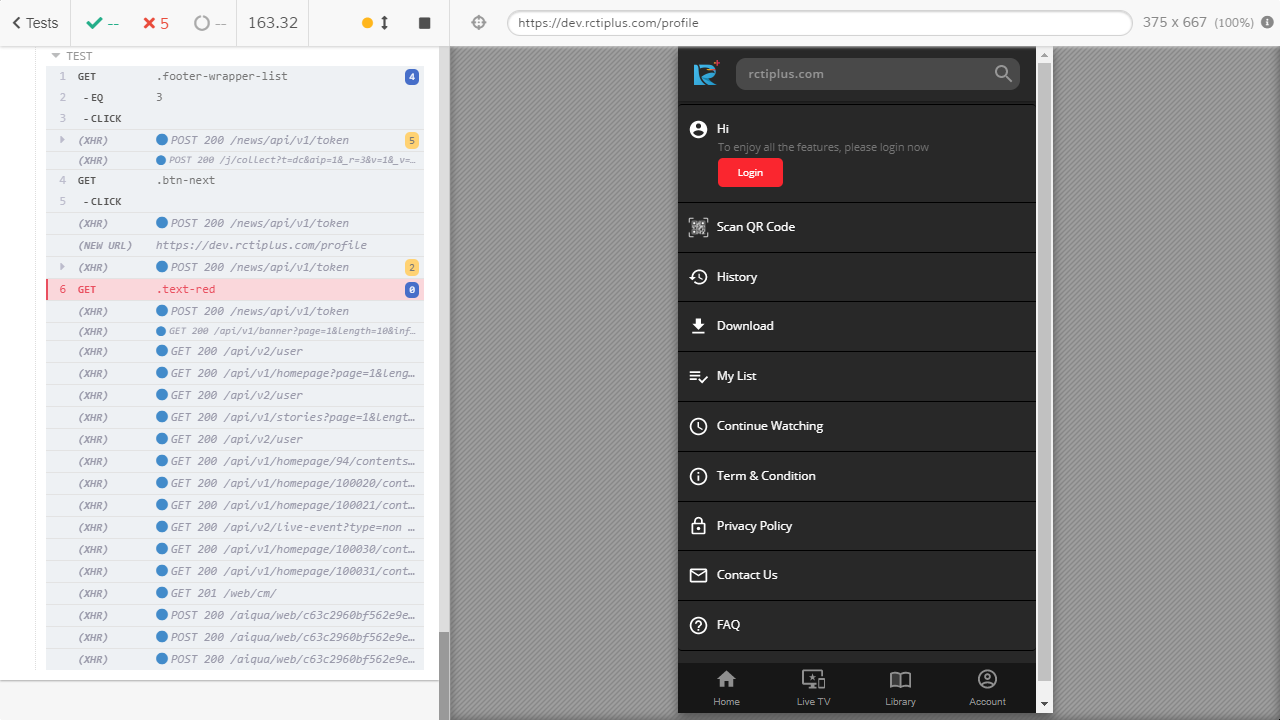 Tests
--
5
--
163.32
https://dev.rctiplus.com/profile
375 x 667 (100%)
TEST
1 GET .footer-wrapper-list 4
2 -EQ 3
3 -CLICK
(XHR) POST 200 /news/api/v1/token 5
(XHR) POST 200 /j/collect?t=dc&aip=1&_r=3&v=1&_v=…
4 GET .btn-next
5 -CLICK
(XHR) POST 200 /news/api/v1/token
(NEW URL) https://dev.rctiplus.com/profile
(XHR) POST 200 /news/api/v1/token 2
6 GET .text-red 0
(XHR) POST 200 /news/api/v1/token
(XHR) GET 200 /api/v1/banner?page=1&length=10&inf…
(XHR) GET 200 /api/v2/user
(XHR) GET 200 /api/v1/homepage?page=1&leng…
(XHR) GET 200 /api/v2/user
(XHR) GET 200 /api/v1/stories?page=1&lengt…
(XHR) GET 200 /api/v2/user
(XHR) GET 200 /api/v1/homepage/94/contents…
(XHR) GET 200 /api/v1/homepage/100020/cont…
(XHR) GET 200 /api/v1/homepage/100021/cont…
(XHR) GET 200 /api/v2/live-event?type=non …
(XHR) GET 200 /api/v1/homepage/100030/cont…
(XHR) GET 200 /api/v1/homepage/100031/cont…
(XHR) GET 201 /web/cm/
(XHR) POST 200 /aiqua/web/c63c2960bf562e9e…
(XHR) POST 200 /aiqua/web/c63c2960bf562e9e…
(XHR) POST 200 /aiqua/web/c63c2960bf562e9e…
rctiplus.com
Hi
To enjoy all the features, please login now
Login
Scan QR Code
History
Download
My List
Continue Watching
Term & Condition
Privacy Policy
Contact Us
FAQ
Home Live TV Library Account